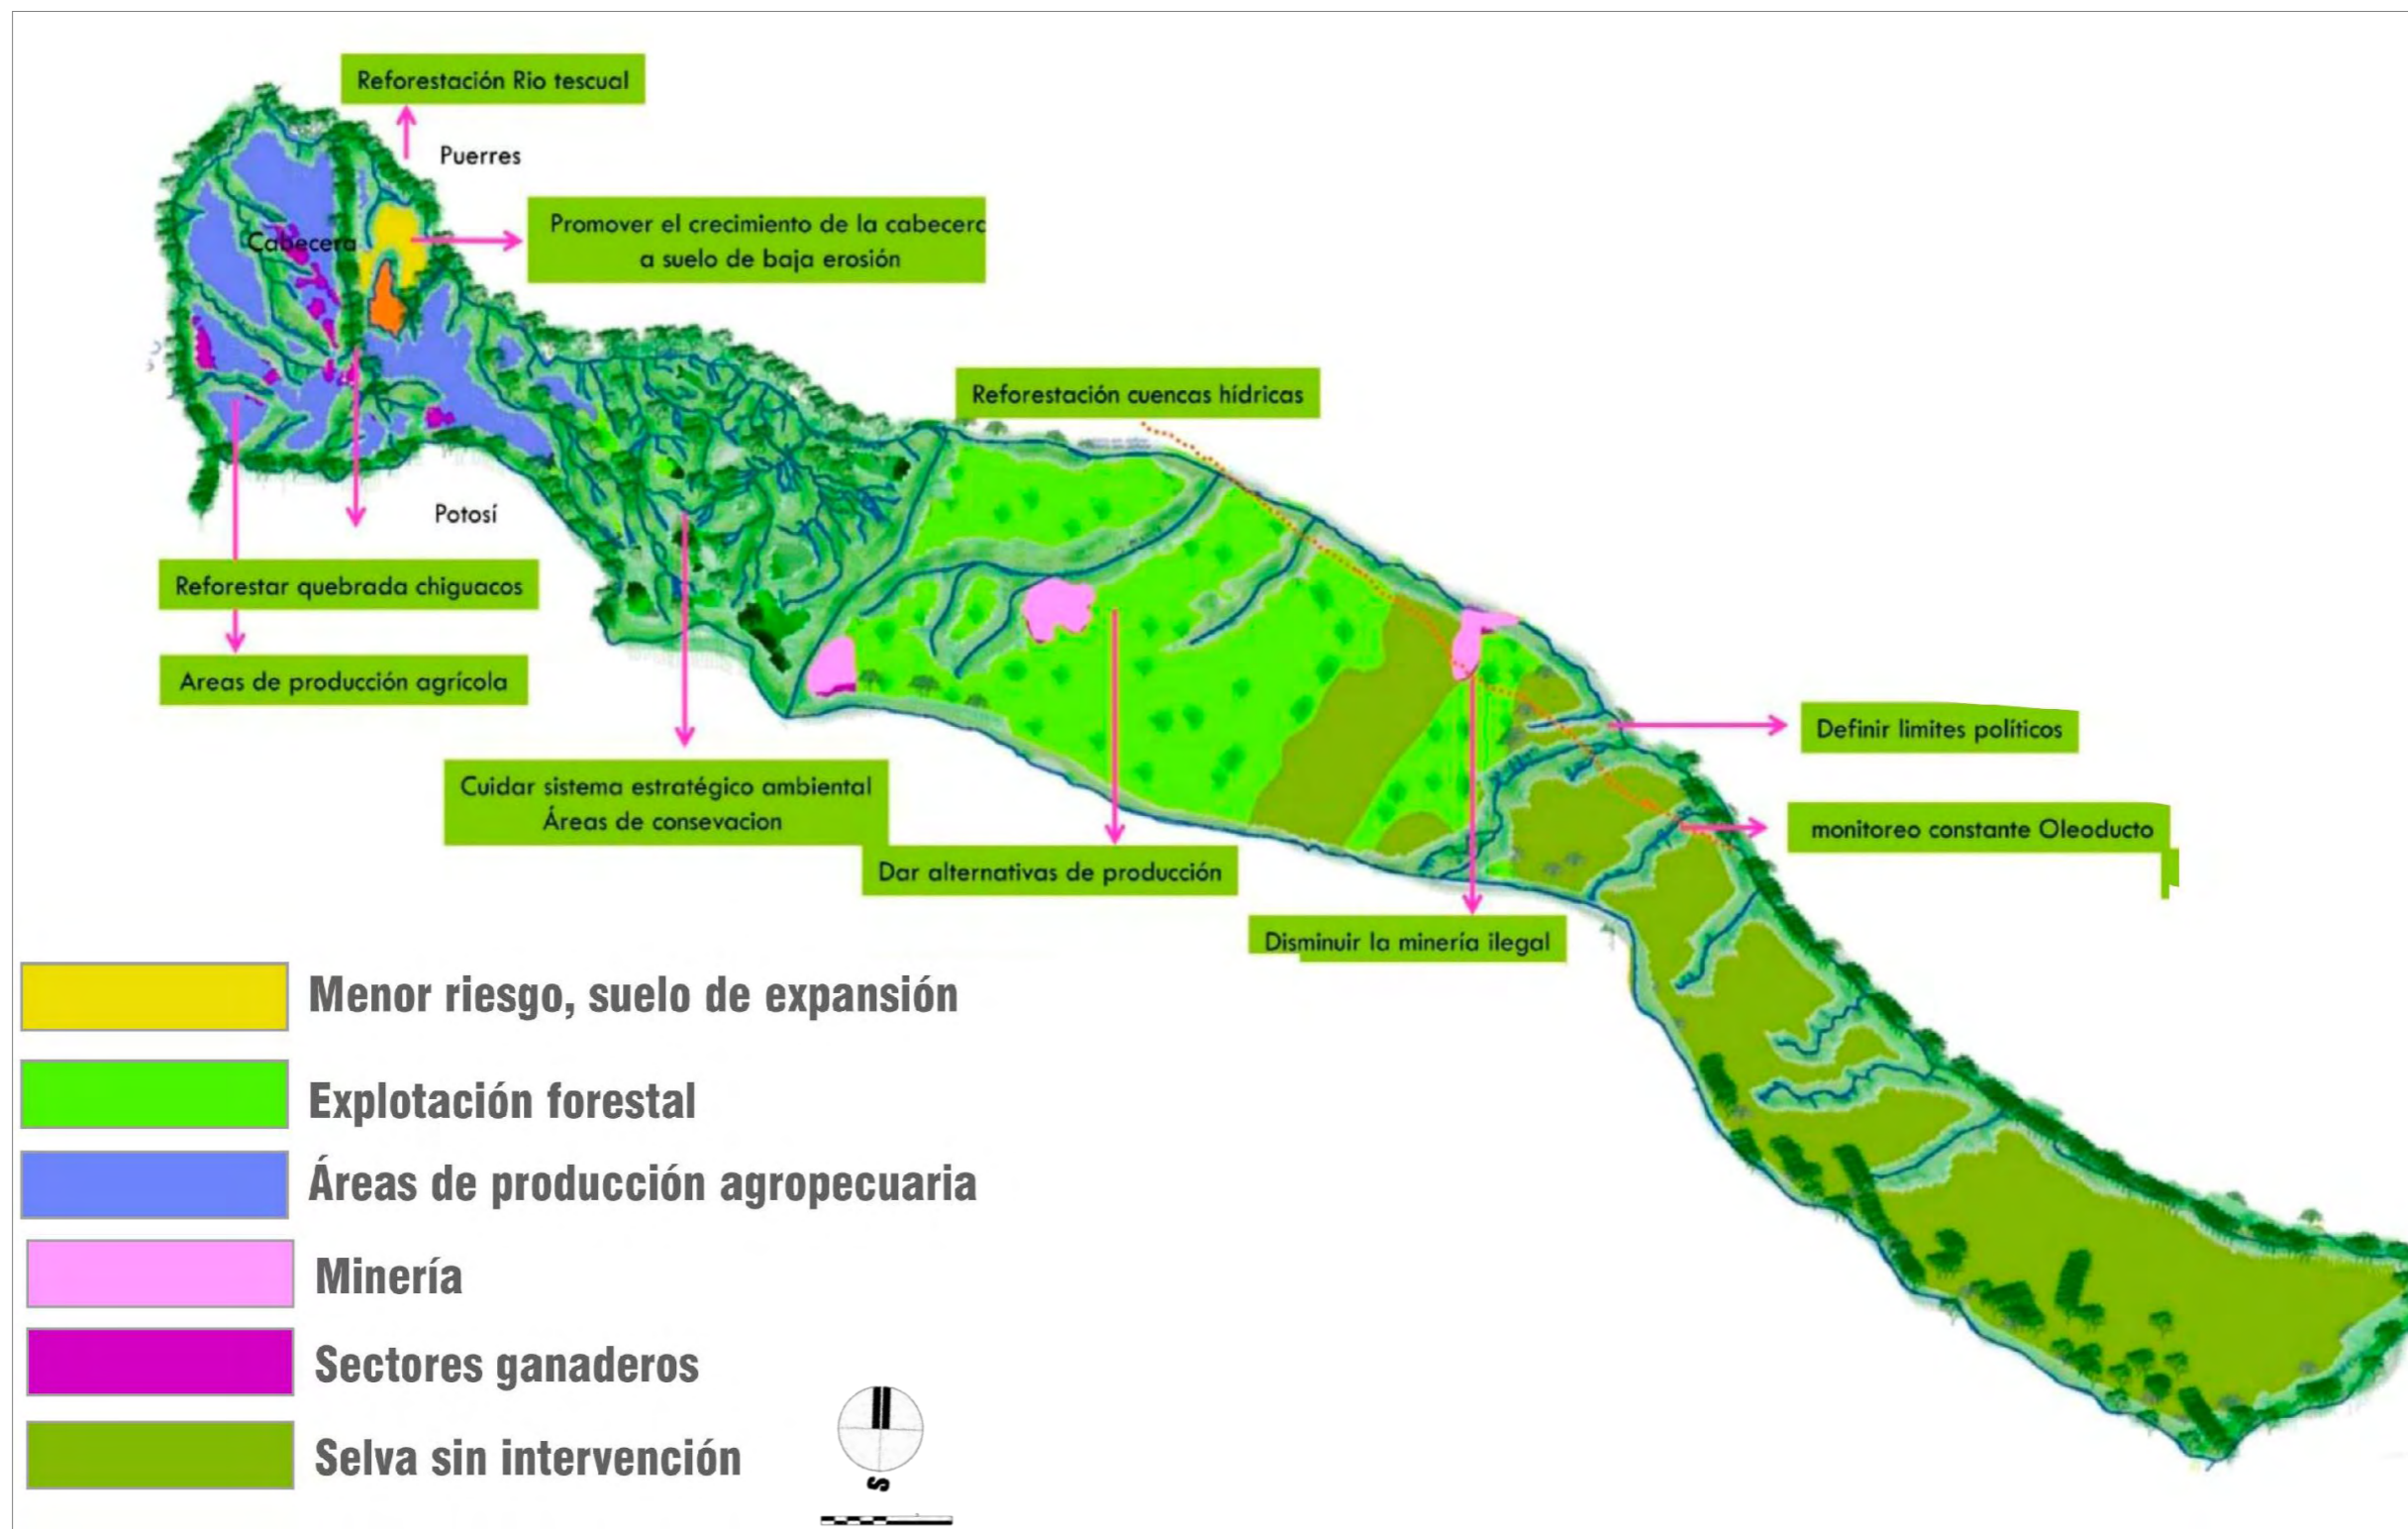 Reforestación Rio tescual
Puerres
Promover el crecimiento de la cabecerc
a suelo de baja erosión
Cabecera
Reforestación cuencas hídricas
Potosí
Reforestar quebrada chiguacos
Areas de producción agrícola
Definir limites políticos
Cuidar sistema estratégico ambiental
Áreas de consevacion
monitoreo constante Oleoducto
Dar alternativas de producción
Disminuir la minería ilegal
Menor riesgo, suelo de expansión
Explotación forestal
Áreas de producción agropecuaria
Minería
Sectores ganaderos
Selva sin intervención
S